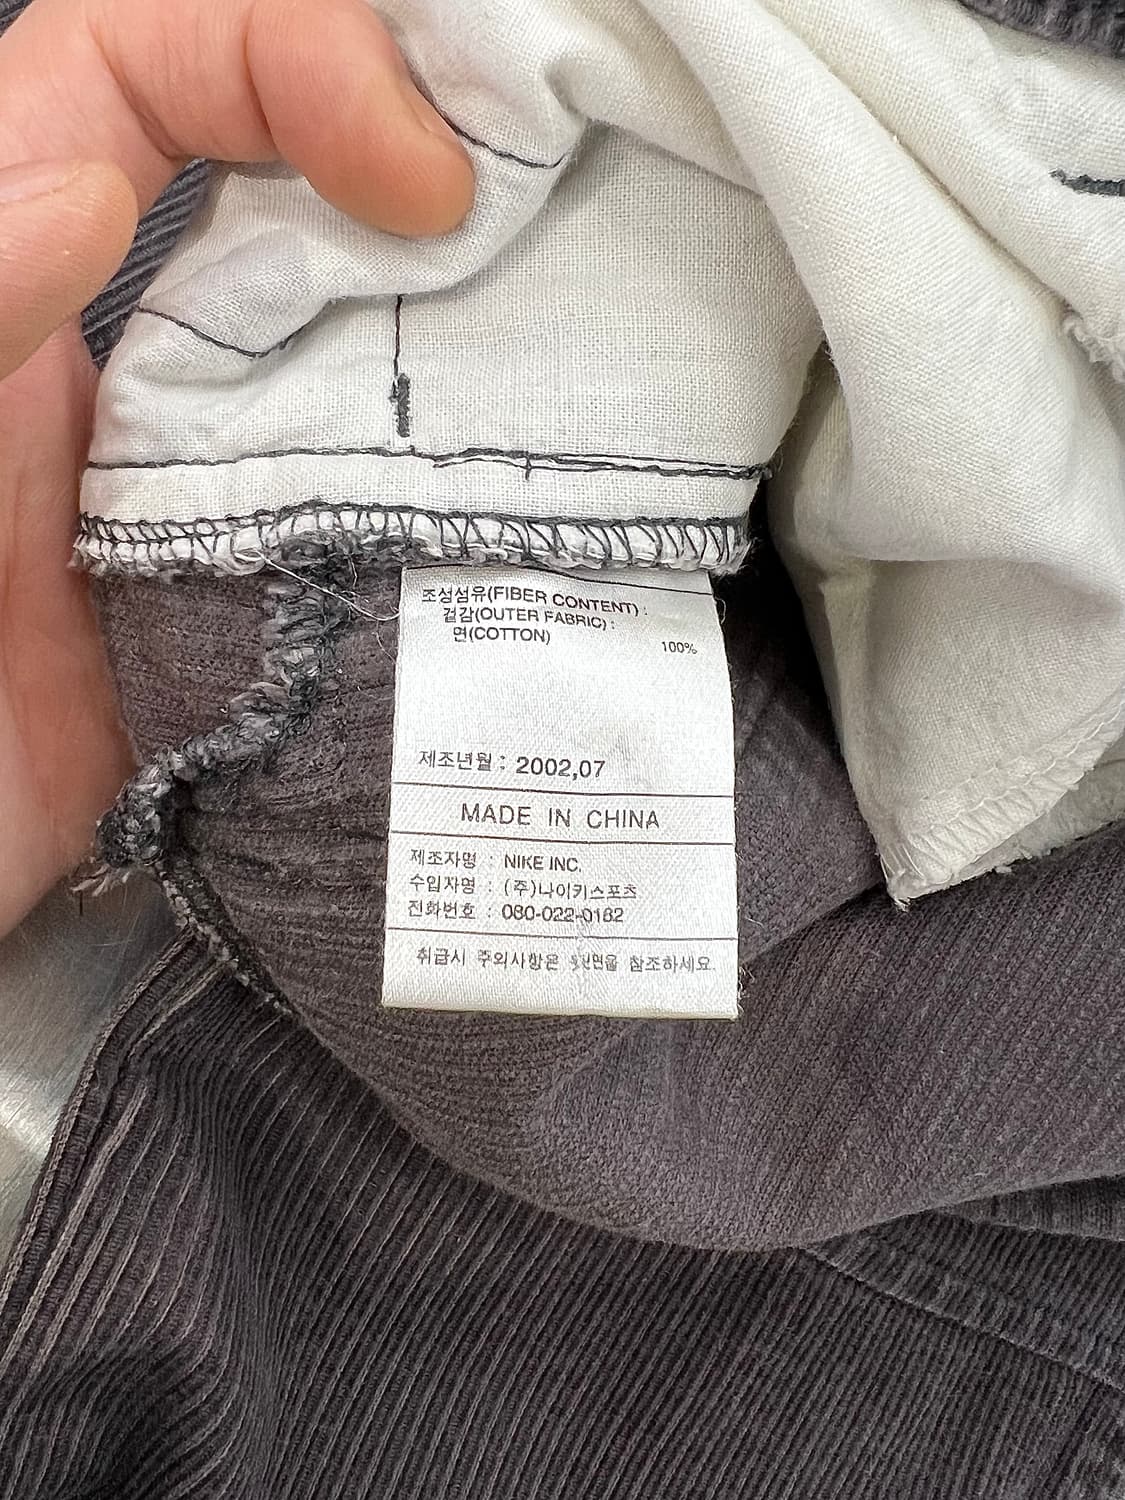 조성섬유(FIBER CONTENT) :
겉감(OUTER FABRIC) :
면(COTTON) 100%
제조년월 : 2002,07
MADE IN CHINA
제조자명 : NIKE INC.
수입자명 : (주)나이키스포츠
전화번호 : 080-022-0182
취급시 주의사항은 참조하세요.